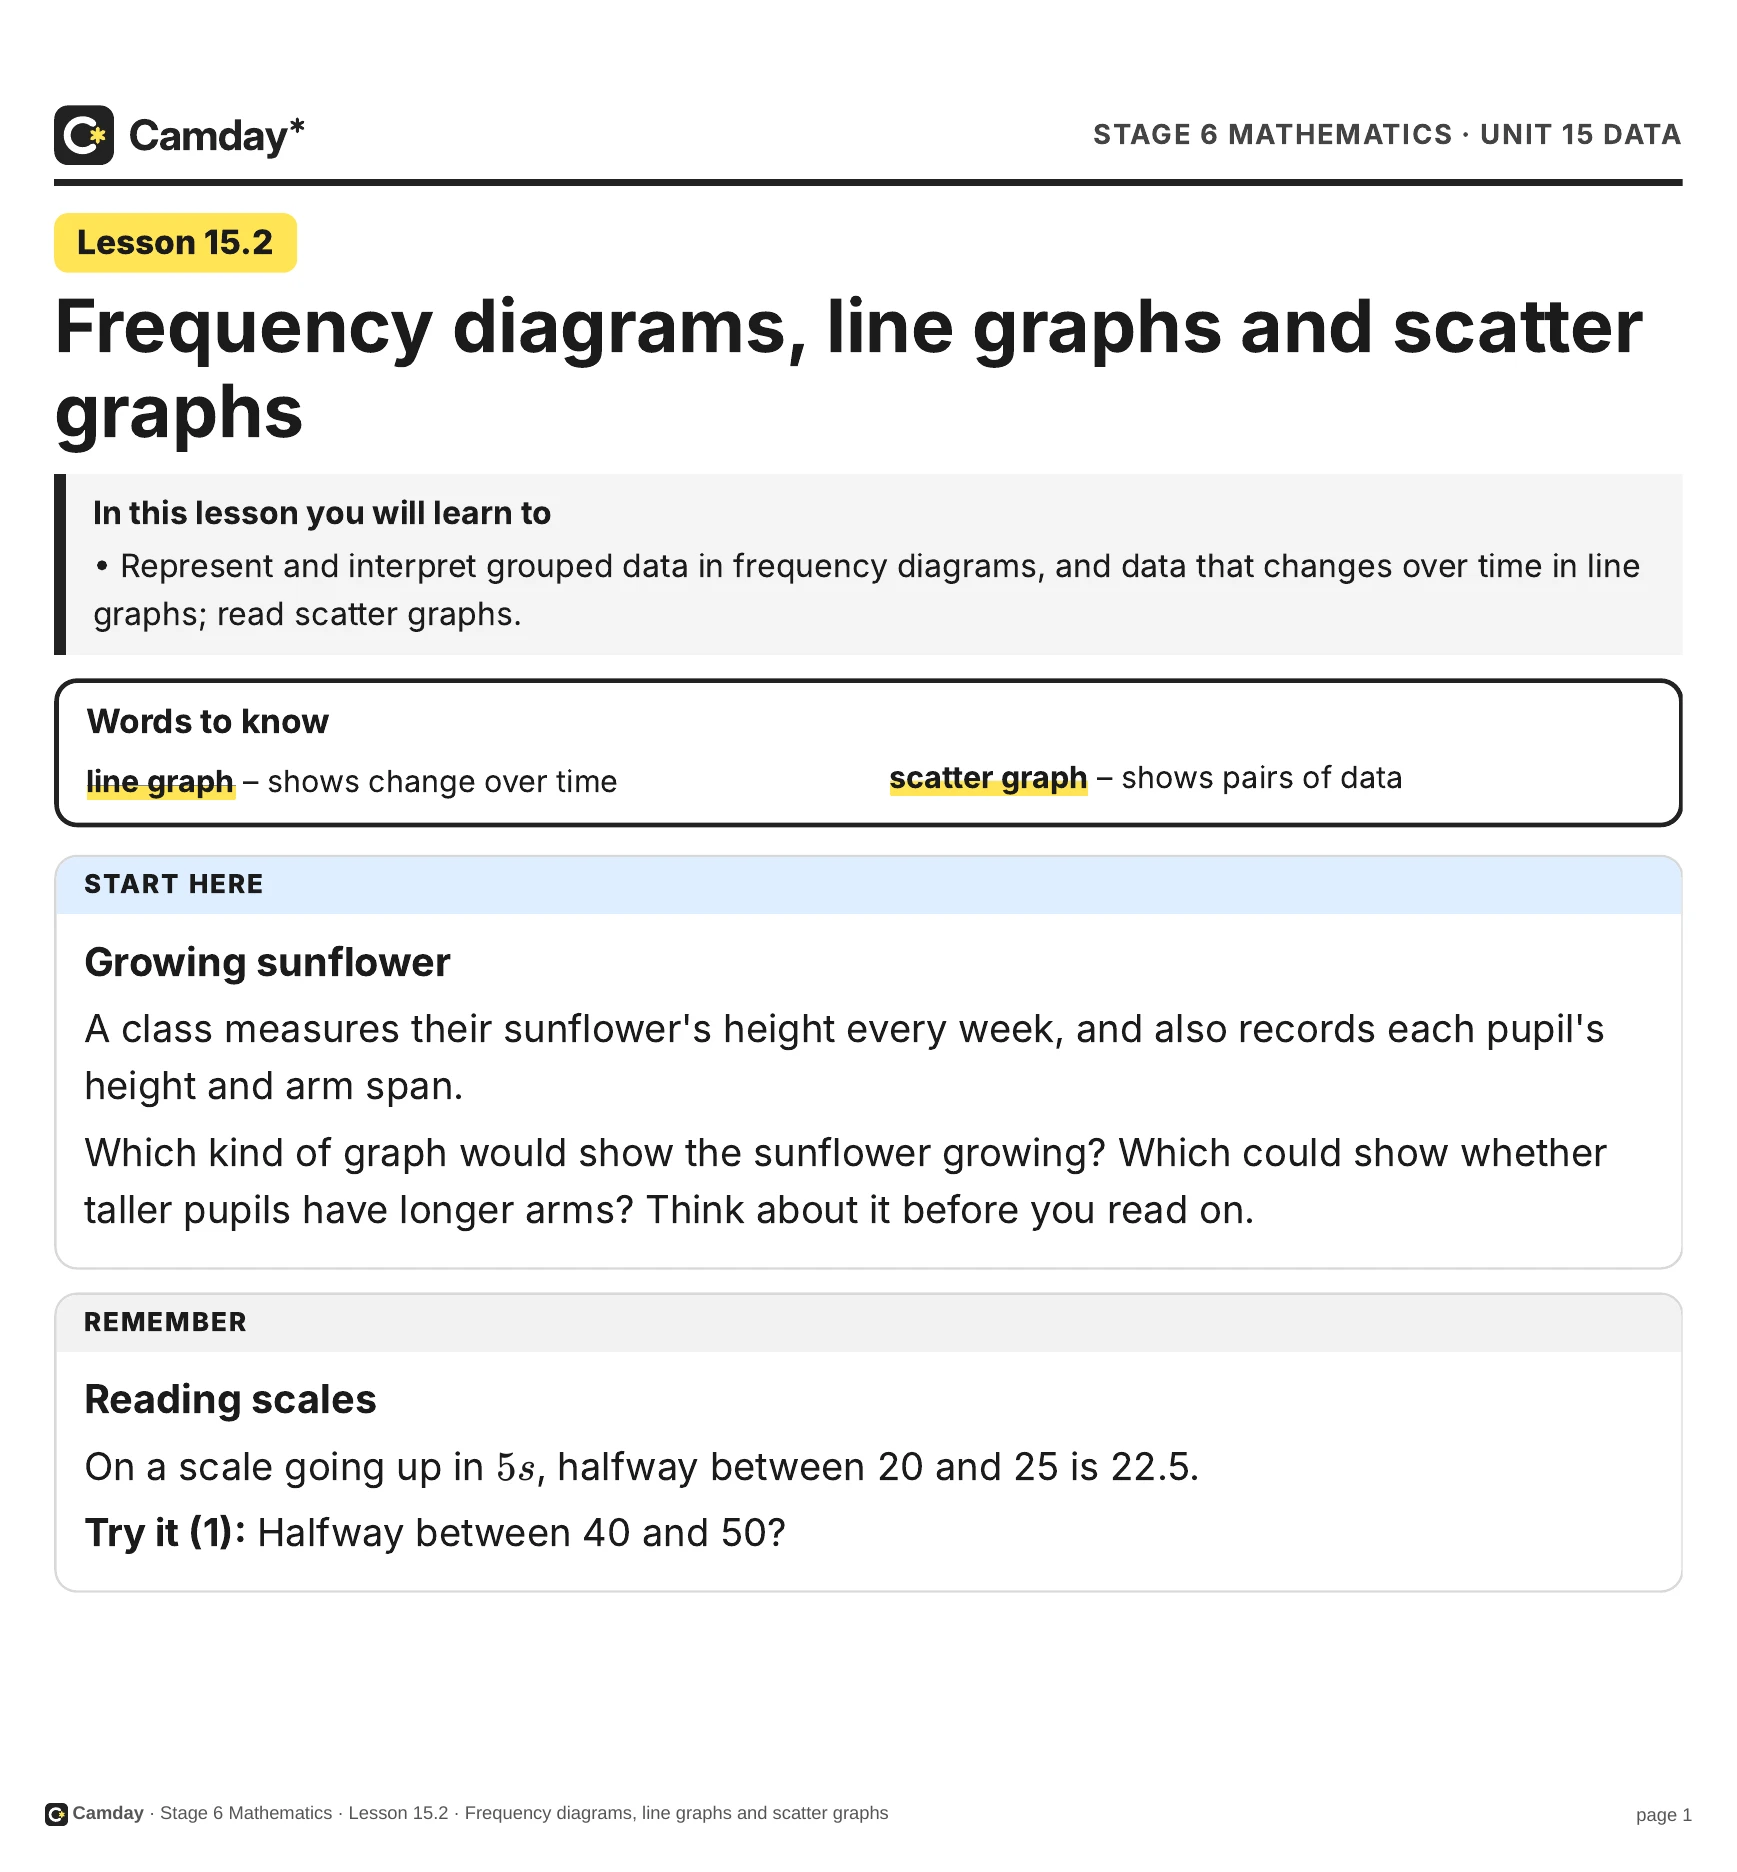 Camday*
STAGE 6 MATHEMATICS · UNIT 15 DATA
Lesson 15.2
Frequency diagrams, line graphs and scatter
graphs
In this lesson you will learn to
• Represent and interpret grouped data in frequency diagrams, and data that changes over time in line
graphs; read scatter graphs.
Words to know
line graph – shows change over time
scatter graph – shows pairs of data
START HERE
Growing sunflower
A class measures their sunflower's height every week, and also records each pupil's
height and arm span.
Which kind of graph would show the sunflower growing? Which could show whether
taller pupils have longer arms? Think about it before you read on.
REMEMBER
Reading scales
On a scale going up in 5s, halfway between 20 and 25 is 22.5.
Try it (1): Halfway between 40 and 50?
Camday · Stage 6 Mathematics · Lesson 15.2 · Frequency diagrams, line graphs and scatter graphs
page 1